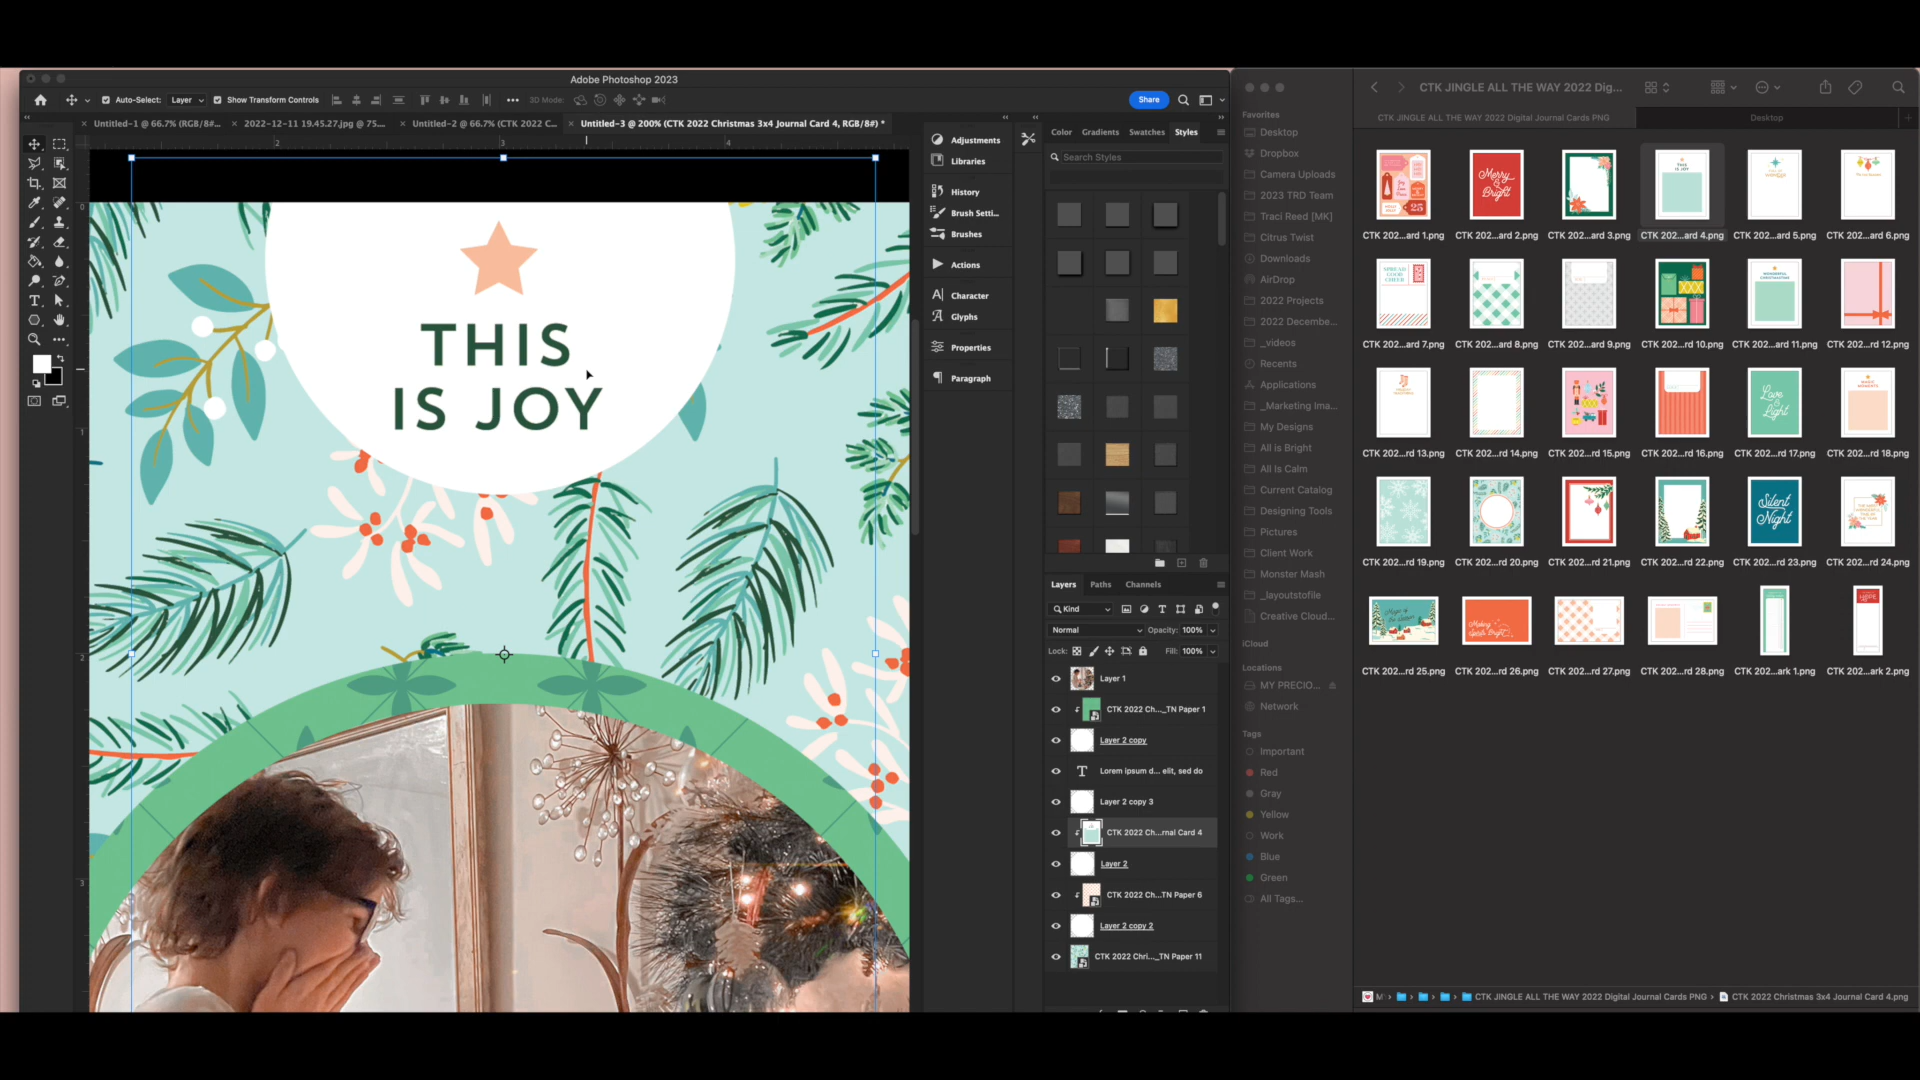 Adobe Photoshop 2023
Auto-Select: Layer
Show Transform Controls
3D Mode:
Share
Untitled-1 @ 66.7% (RGB/8#...
2022-12-11 19.45.27.jpg @ 75....
Untitled-2 @ 66.7% (CTK 2022 C...
Untitled-3 @ 200% (CTK 2022 Christmas 3x4 Journal Card 4, RGB/8#) *
THIS
IS JOY
Adjustments
Libraries
History
Brush Setti...
Brushes
Actions
Character
Glyphs
Properties
Paragraph
Color Gradients Swatches Styles
Search Styles
Layers Paths Channels
Kind
Normal Opacity: 100%
Lock: Fill: 100%
Layer 1
CTK 2022 Ch..._TN Paper 1
Layer 2 copy
Lorem ipsum d... elit, sed do
Layer 2 copy 3
CTK 2022 Ch...rnal Card 4
Layer 2
CTK 2022 Ch..._TN Paper 6
Layer 2 copy 2
CTK 2022 Chri..._TN Paper 11
Favorites
Desktop
Dropbox
Camera Uploads
2023 TRD Team
Traci Reed [MK]
Citrus Twist
Downloads
AirDrop
2022 Projects
2022 Decembe...
_videos
Recents
Applications
_Marketing Ima...
My Designs
All is Bright
All Is Calm
Current Catalog
Designing Tools
Pictures
Client Work
Monster Mash
_layoutstofile
Creative Cloud...
iCloud
Locations
MY PRECIO...
Network
Tags
Important
Red
Gray
Yellow
Work
Blue
Green
All Tags...
CTK JINGLE ALL THE WAY 2022 Dig...
CTK JINGLE ALL THE WAY 2022 Digital Journal Cards PNG
Desktop
Merry & Bright
THIS IS JOY
CTK 202...ard 1.png CTK 202...ard 2.png CTK 202...ard 3.png CTK 202...ard 4.png CTK 202...ard 5.png CTK 202...ard 6.png
SPREAD GOOD CHEER
CTK 202...ard 7.png CTK 202...ard 8.png CTK 202...ard 9.png CTK 202...rd 10.png CTK 202...ard 11.png CTK 202...rd 12.png
Love & Light
MAKE MOMENTS
CTK 202...rd 13.png CTK 202...rd 14.png CTK 202...rd 15.png CTK 202...rd 16.png CTK 202...rd 17.png CTK 202...rd 18.png
Silent Night
CTK 202...rd 19.png CTK 202...rd 20.png CTK 202...rd 21.png CTK 202...rd 22.png CTK 202...rd 23.png CTK 202...rd 24.png
CTK 202...rd 25.png CTK 202...rd 26.png CTK 202...rd 27.png CTK 202...rd 28.png CTK 202...ark 1.png CTK 202...ark 2.png
CTK JINGLE ALL THE WAY 2022 Digital Journal Cards PNG
CTK 2022 Christmas 3x4 Journal Card 4.png